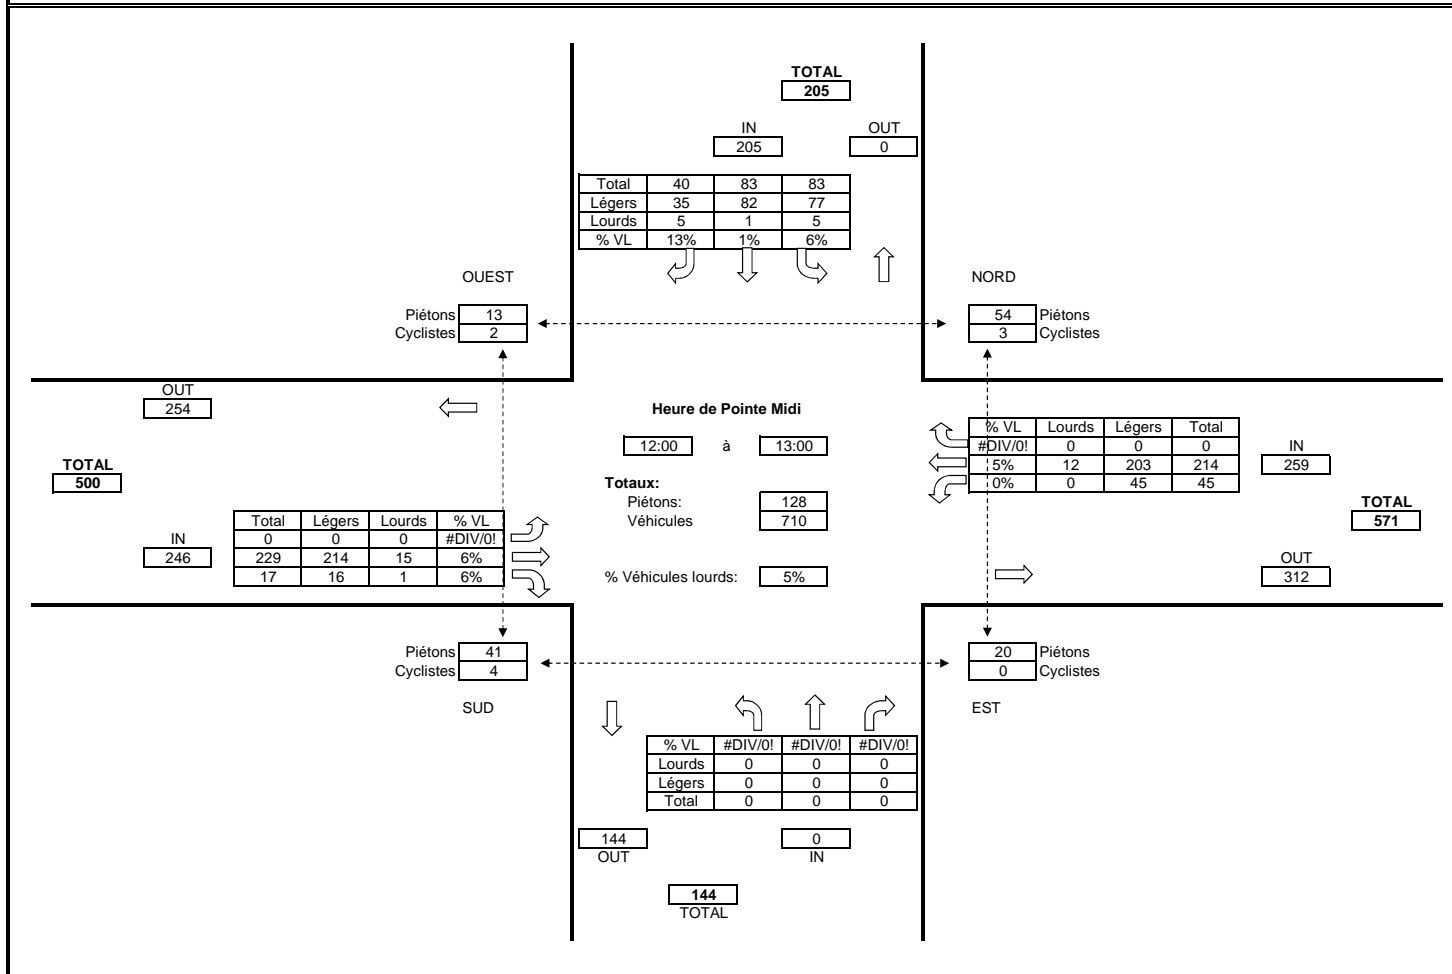 TOTAL
205
IN OUT
205 0
Total 40 83 83
Légers 35 82 77
Lourds 5 1 5
% VL 13% 1% 6%
OUEST NORD
Piétons 13 54 Piétons
Cyclistes 2 3 Cyclistes
OUT
254
Heure de Pointe Midi
12:00 à 13:00
% VL Lourds Légers Total
#DIV/0! 0 0 0
5% 12 203 214
0% 0 45 45
IN
259
TOTAL
500
Totaux:
Piétons: 128
Véhicules 710
TOTAL
571
Total Légers Lourds % VL
0 0 0 #DIV/0!
229 214 15 6%
17 16 1 6%
IN
246
% Véhicules lourds: 5%
OUT
312
Piétons 41 20 Piétons
Cyclistes 4 0 Cyclistes
SUD EST
% VL #DIV/0! #DIV/0! #DIV/0!
Lourds 0 0 0
Légers 0 0 0
Total 0 0 0
144 0
OUT IN
144
TOTAL